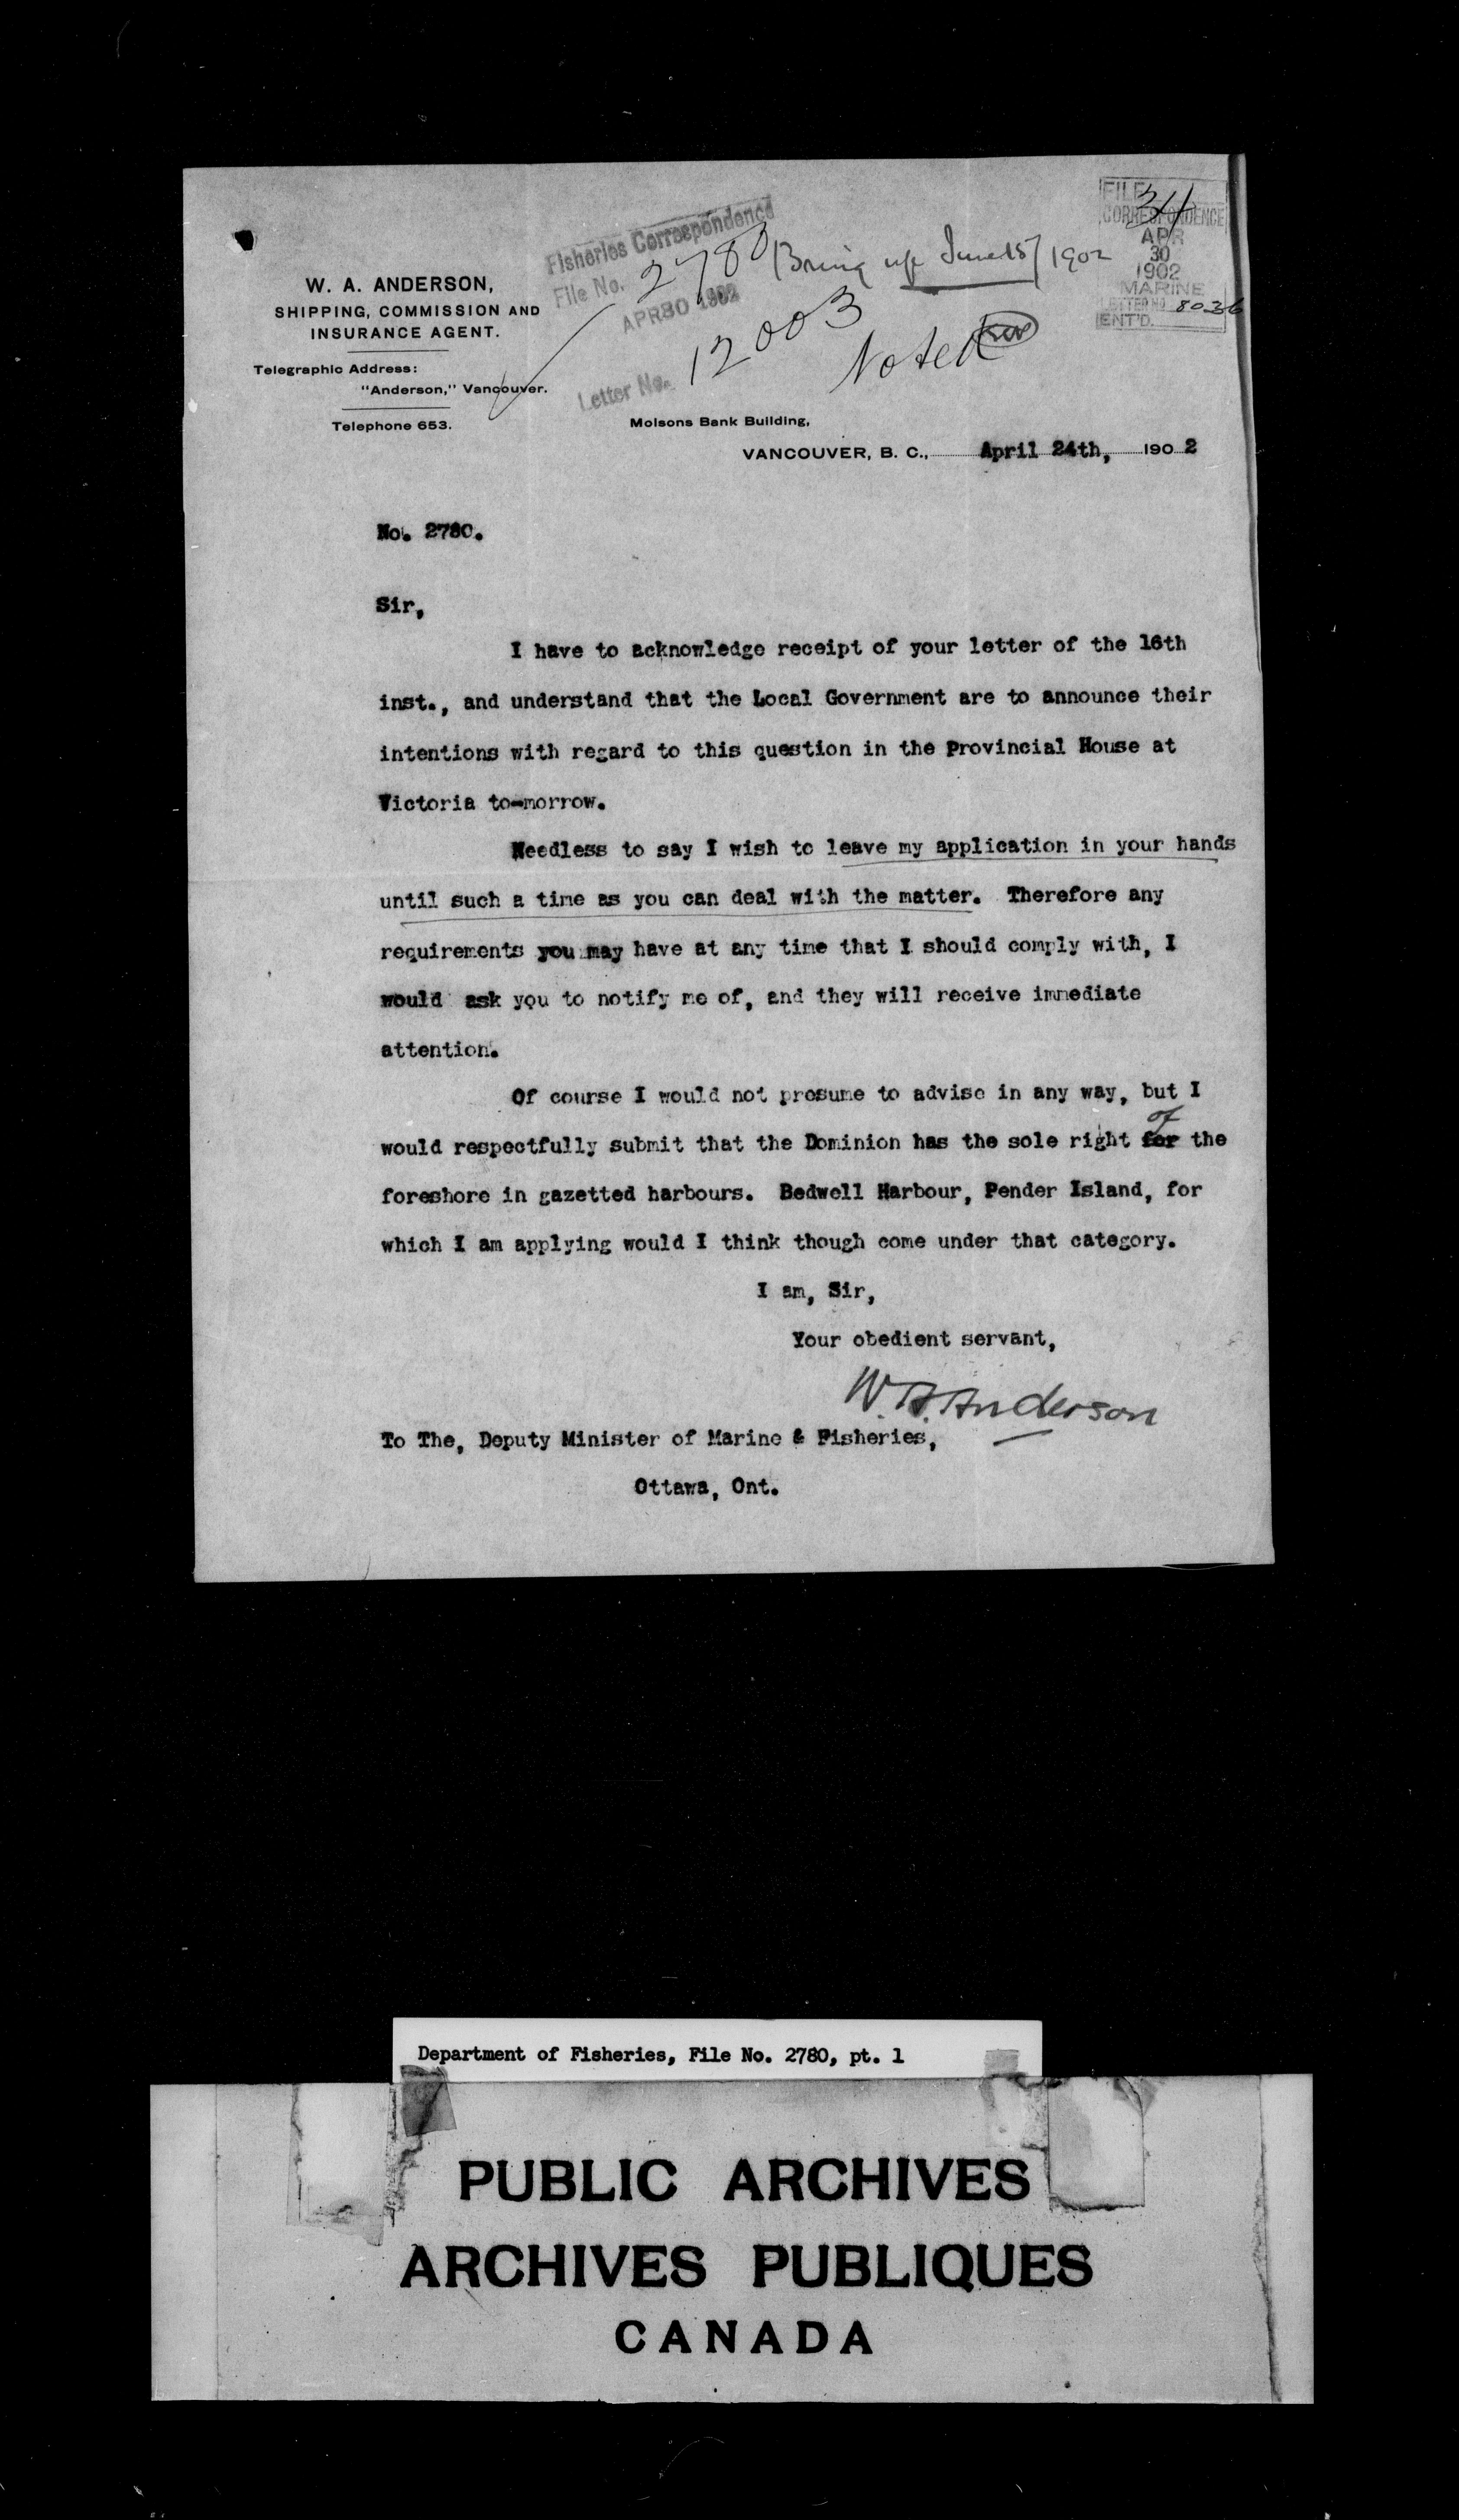 W. A. ANDERSON,
SHIPPING, COMMISSION AND
INSURANCE AGENT.
Telegraphic Address:
"Anderson," Vancouver.
Telephone 653.
Fisheries Correspondence
File No. 2780
APR 30 1902
Letter No. 12003
Bring up June 15/1902
Noted
FILE 34
CORRESPONDENCE
APR
30
1902
MARINE
LETTER NO. 8036
ENT'D.
Molsons Bank Building,
VANCOUVER, B. C., April 24th, 190 2
No. 2780.
Sir,
I have to acknowledge receipt of your letter of the 16th
inst., and understand that the Local Government are to announce their
intentions with regard to this question in the Provincial House at
Victoria to-morrow.
Needless to say I wish to leave my application in your hands
until such a time as you can deal with the matter. Therefore any
requirements you may have at any time that I should comply with, I
would ask you to notify me of, and they will receive immediate
attention.
Of course I would not presume to advise in any way, but I
of
would respectfully submit that the Dominion has the sole right for the
foreshore in gazetted harbours. Bedwell Harbour, Pender Island, for
which I am applying would I think though come under that category.
I am, Sir,
Your obedient servant,
W. A. Anderson
To The, Deputy Minister of Marine & Fisheries,
Ottawa, Ont.
Department of Fisheries, File No. 2780, pt. 1
PUBLIC ARCHIVES
ARCHIVES PUBLIQUES
CANADA